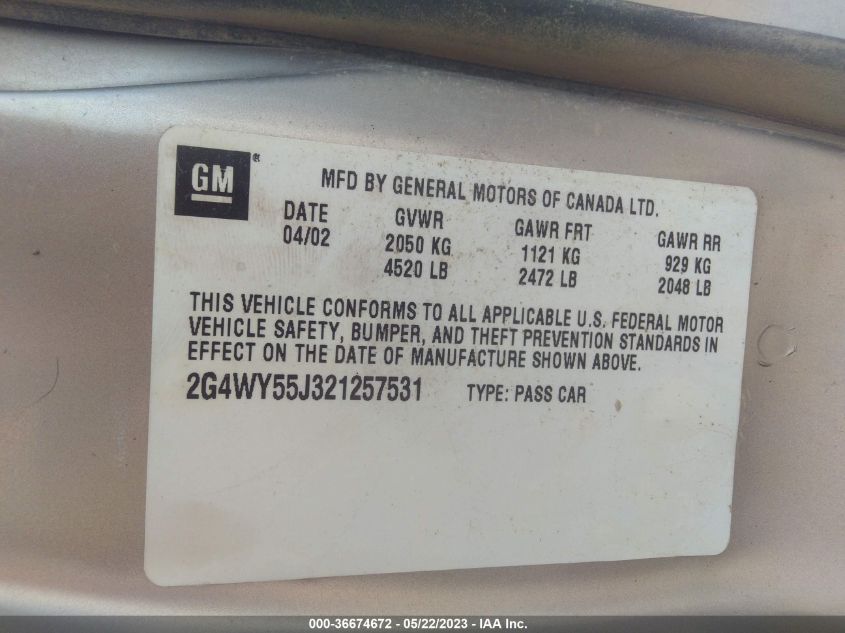 GM ®
MFD BY GENERAL MOTORS OF CANADA LTD.
DATE GVWR GAWR FRT GAWR RR
04/02 2050 KG 1121 KG 929 KG
4520 LB 2472 LB 2048 LB
THIS VEHICLE CONFORMS TO ALL APPLICABLE U.S. FEDERAL MOTOR
VEHICLE SAFETY, BUMPER, AND THEFT PREVENTION STANDARDS IN
EFFECT ON THE DATE OF MANUFACTURE SHOWN ABOVE.
2G4WY55J321257531 TYPE: PASS CAR
000-36674672 - 05/22/2023 - IAA Inc.